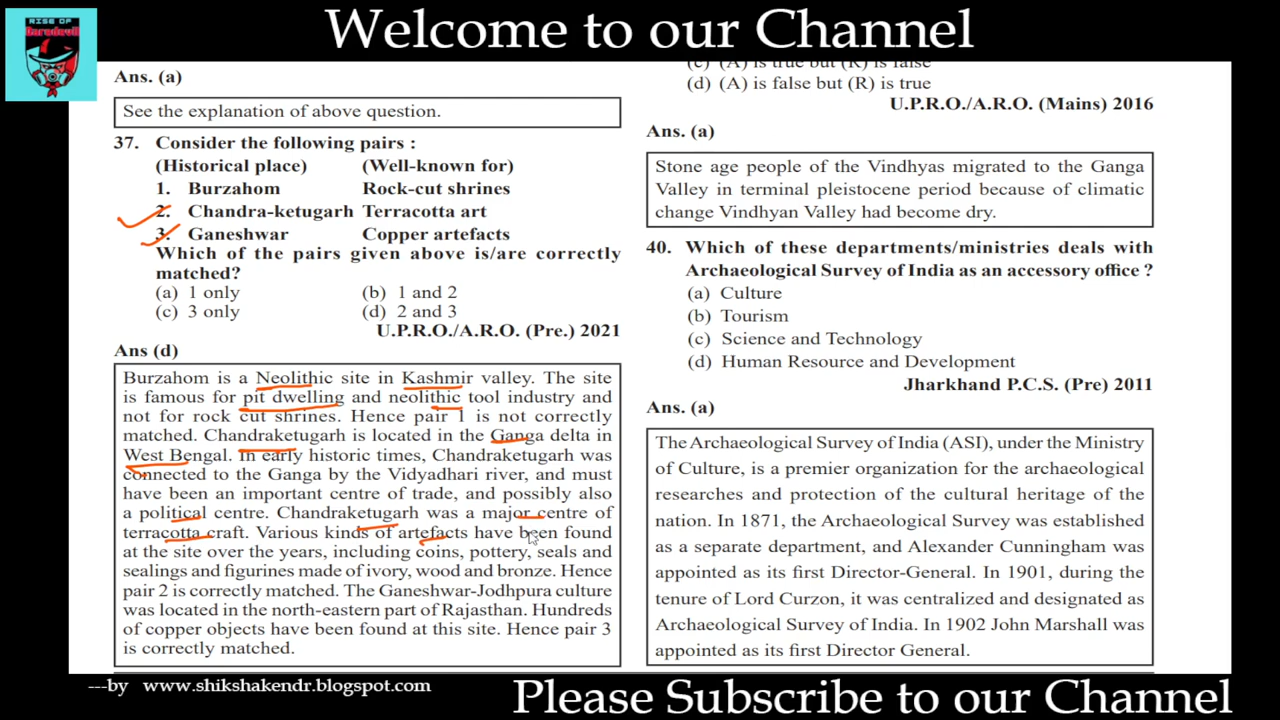 RISE OF
Daredevil
Welcome to our Channel
Ans. (a)
See the explanation of above question.
37. Consider the following pairs :
(Historical place) (Well-known for)
1. Burzahom Rock-cut shrines
2. Chandra-ketugarh Terracotta art
3. Ganeshwar Copper artefacts
Which of the pairs given above is/are correctly
matched?
(a) 1 only (b) 1 and 2
(c) 3 only (d) 2 and 3
U.P.R.O./A.R.O. (Pre.) 2021
Ans (d)
Burzahom is a Neolithic site in Kashmir valley. The site
is famous for pit dwelling and neolithic tool industry and
not for rock cut shrines. Hence pair 1 is not correctly
matched. Chandraketugarh is located in the Ganga delta in
West Bengal. In early historic times, Chandraketugarh was
connected to the Ganga by the Vidyadhari river, and must
have been an important centre of trade, and possibly also
a political centre. Chandraketugarh was a major centre of
terracotta craft. Various kinds of artefacts have been found
at the site over the years, including coins, pottery, seals and
sealings and figurines made of ivory, wood and bronze. Hence
pair 2 is correctly matched. The Ganeshwar-Jodhpura culture
was located in the north-eastern part of Rajasthan. Hundreds
of copper objects have been found at this site. Hence pair 3
is correctly matched.
(c) (A) is true but (R) is false
(d) (A) is false but (R) is true
U.P.R.O./A.R.O. (Mains) 2016
Ans. (a)
Stone age people of the Vindhyas migrated to the Ganga
Valley in terminal pleistocene period because of climatic
change Vindhyan Valley had become dry.
40. Which of these departments/ministries deals with
Archaeological Survey of India as an accessory office ?
(a) Culture
(b) Tourism
(c) Science and Technology
(d) Human Resource and Development
Jharkhand P.C.S. (Pre) 2011
Ans. (a)
The Archaeological Survey of India (ASI), under the Ministry
of Culture, is a premier organization for the archaeological
researches and protection of the cultural heritage of the
nation. In 1871, the Archaeological Survey was established
as a separate department, and Alexander Cunningham was
appointed as its first Director-General. In 1901, during the
tenure of Lord Curzon, it was centralized and designated as
Archaeological Survey of India. In 1902 John Marshall was
appointed as its first Director General.
---by www.shikshakendr.blogspot.com
Please Subscribe to our Channel